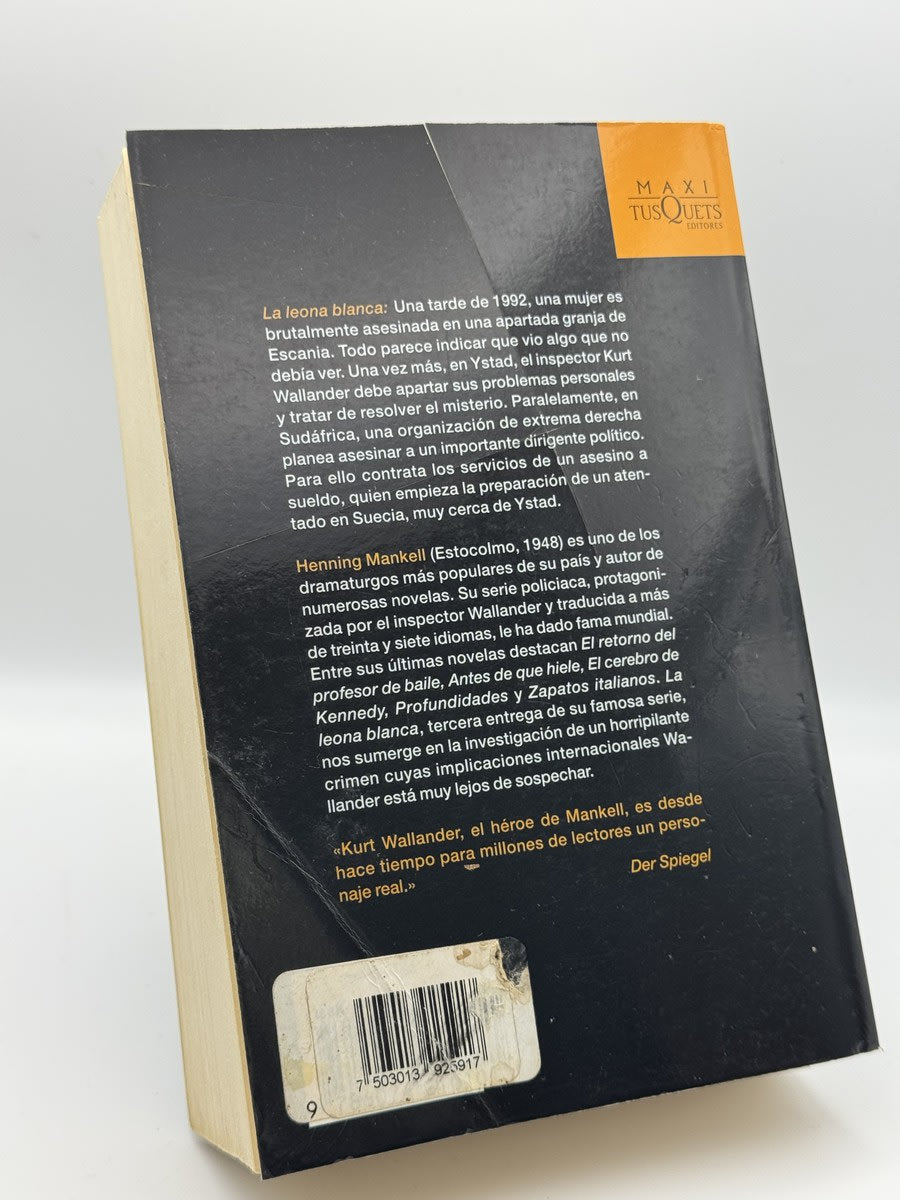 MAXI
TUSQUETS
EDITORES
La leona blanca: Una tarde de 1992, una mujer es
brutalmente asesinada en una apartada granja de
Escania. Todo parece indicar que vio algo que no
debía ver. Una vez más, en Ystad, el inspector Kurt
Wallander debe apartar sus problemas personales
y tratar de resolver el misterio. Paralelamente, en
Sudáfrica, una organización de extrema derecha
planea asesinar a un importante dirigente político.
Para ello contrata los servicios de un asesino a
sueldo, quien empieza la preparación de un aten-
tado en Suecia, muy cerca de Ystad.
Henning Mankell (Estocolmo, 1948) es uno de los
dramaturgos más populares de su país y autor de
numerosas novelas. Su serie policiaca, protagoni-
zada por el inspector Wallander y traducida a más
de treinta y siete idiomas, le ha dado fama mundial.
Entre sus últimas novelas destacan El retorno del
profesor de baile, Antes de que hiele, El cerebro de
Kennedy, Profundidades y Zapatos italianos. La
leona blanca, tercera entrega de su famosa serie,
nos sumerge en la investigación de un horripilante
crimen cuyas implicaciones internacionales Wa-
llander está muy lejos de sospechar.
«Kurt Wallander, el héroe de Mankell, es desde
hace tiempo para millones de lectores un perso-
naje real.»
Der Spiegel
7 503013 925917
9